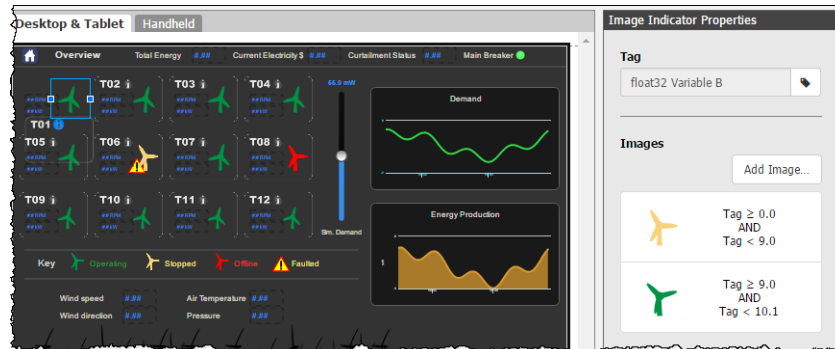 Desktop & Tablet
Handheld
Overview
Total Energy #.##
Current Electricity $ #.##
Curtailment Status #.##
Main Breaker
T02
T03
T04
66.0 mW
## RPM
## kW
T01
T05
T06
T07
T08
T09
T10
T11
T12
Sim. Demand
Demand
Energy Production
1
Key
Operating
Stopped
Offline
Faulted
Wind speed #.##
Air Temperature #.##
Wind direction #.##
Pressure #.##
Image Indicator Properties
Tag
float32 Variable B
Images
Add Image...
Tag ≥ 0.0
AND
Tag < 9.0
Tag ≥ 9.0
AND
Tag < 10.1